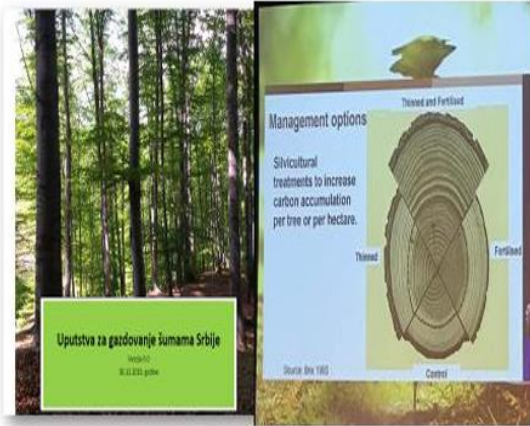 Uputstva za gazdovanje šumama Srbije
Management options
Silvicultural
treatments to increase
carbon accumulation
per tree or per hectare.
Thinned and Fertilised
Thinned
Fertilised
Control
Source: